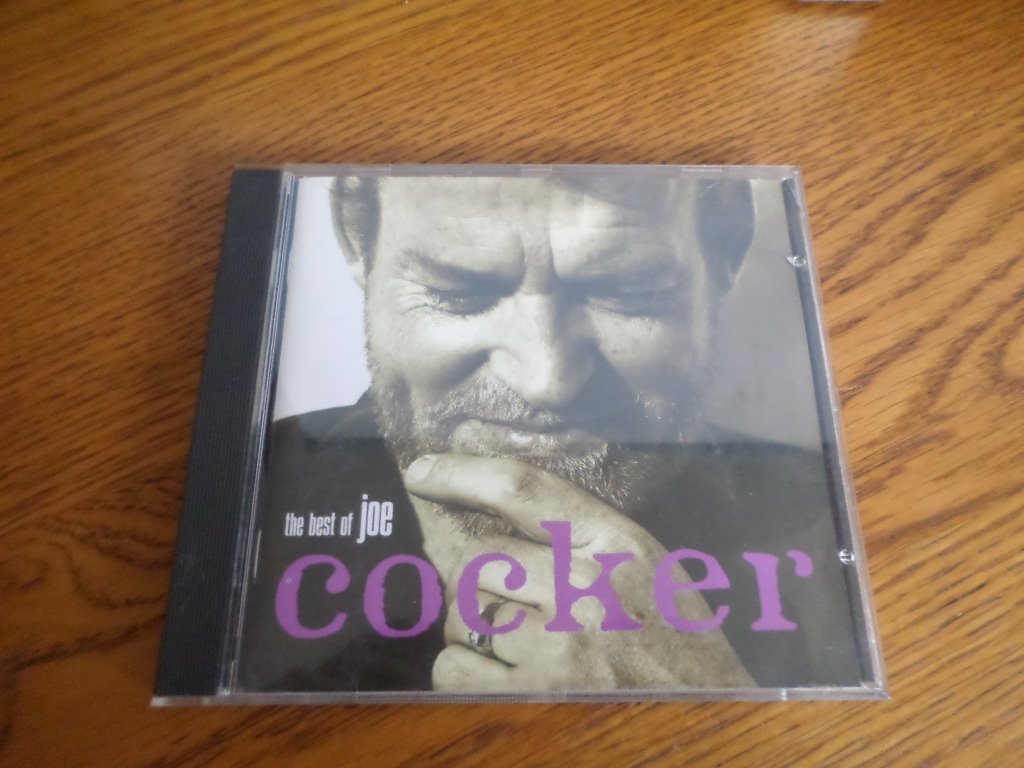 the best of joe
cocker